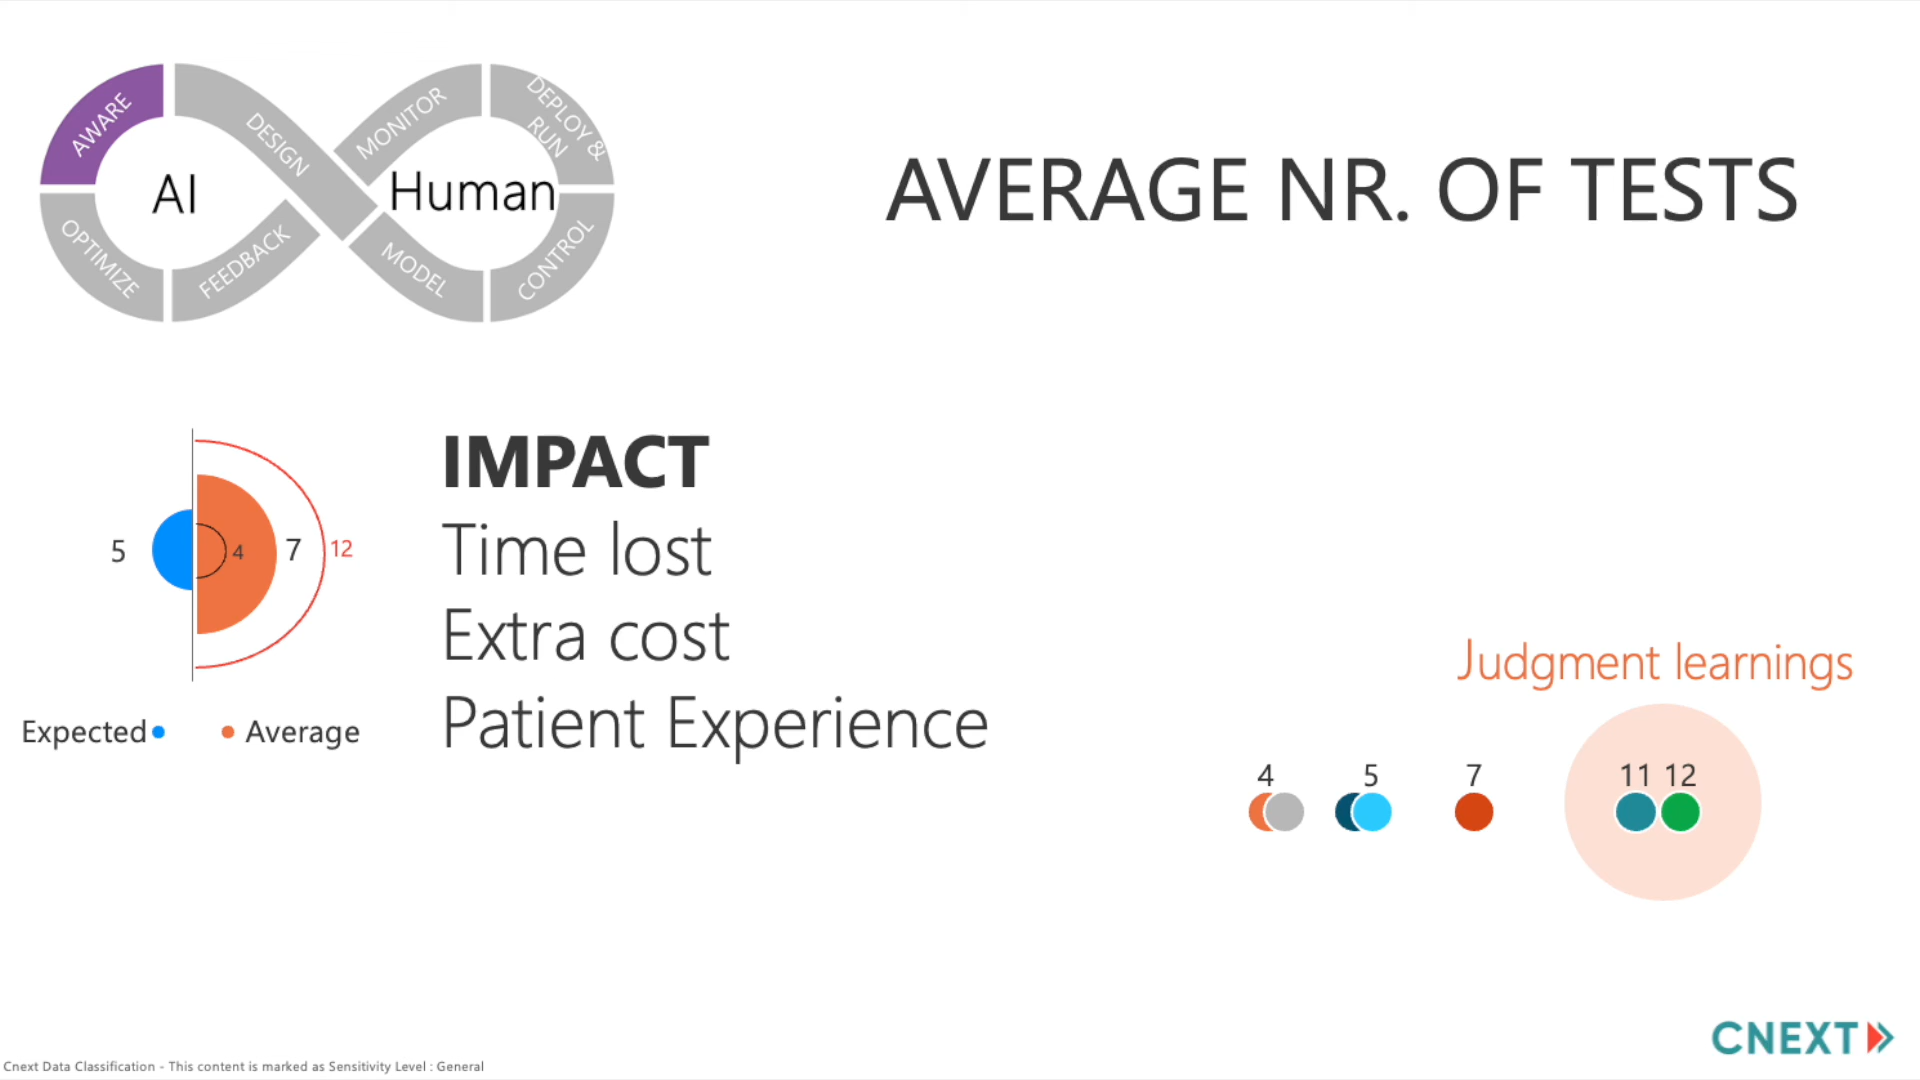 AWARE
DESIGN
MONITOR
DEPLOY &
RUN
AI
Human
OPTIMIZE
FEEDBACK
MODEL
CONTROL
AVERAGE NR. OF TESTS
5
4
7
12
Expected
Average
IMPACT
Time lost
Extra cost
Patient Experience
Judgment learnings
4
5
7
11 12
CNEXT
Cnext Data Classification - This content is marked as Sensitivity Level : General